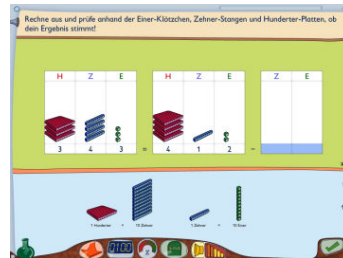 Rechne aus und prüfe anhand der Einer-Klötzchen, Zehner-Stangen und Hunderter-Platten, ob
dein Ergebnis stimmt!
H Z E H Z E Z E
3 4 3 = 4 1 2 -
1 Hunderter = 10 Zehner 1 Zehner = 10 Einer
0100